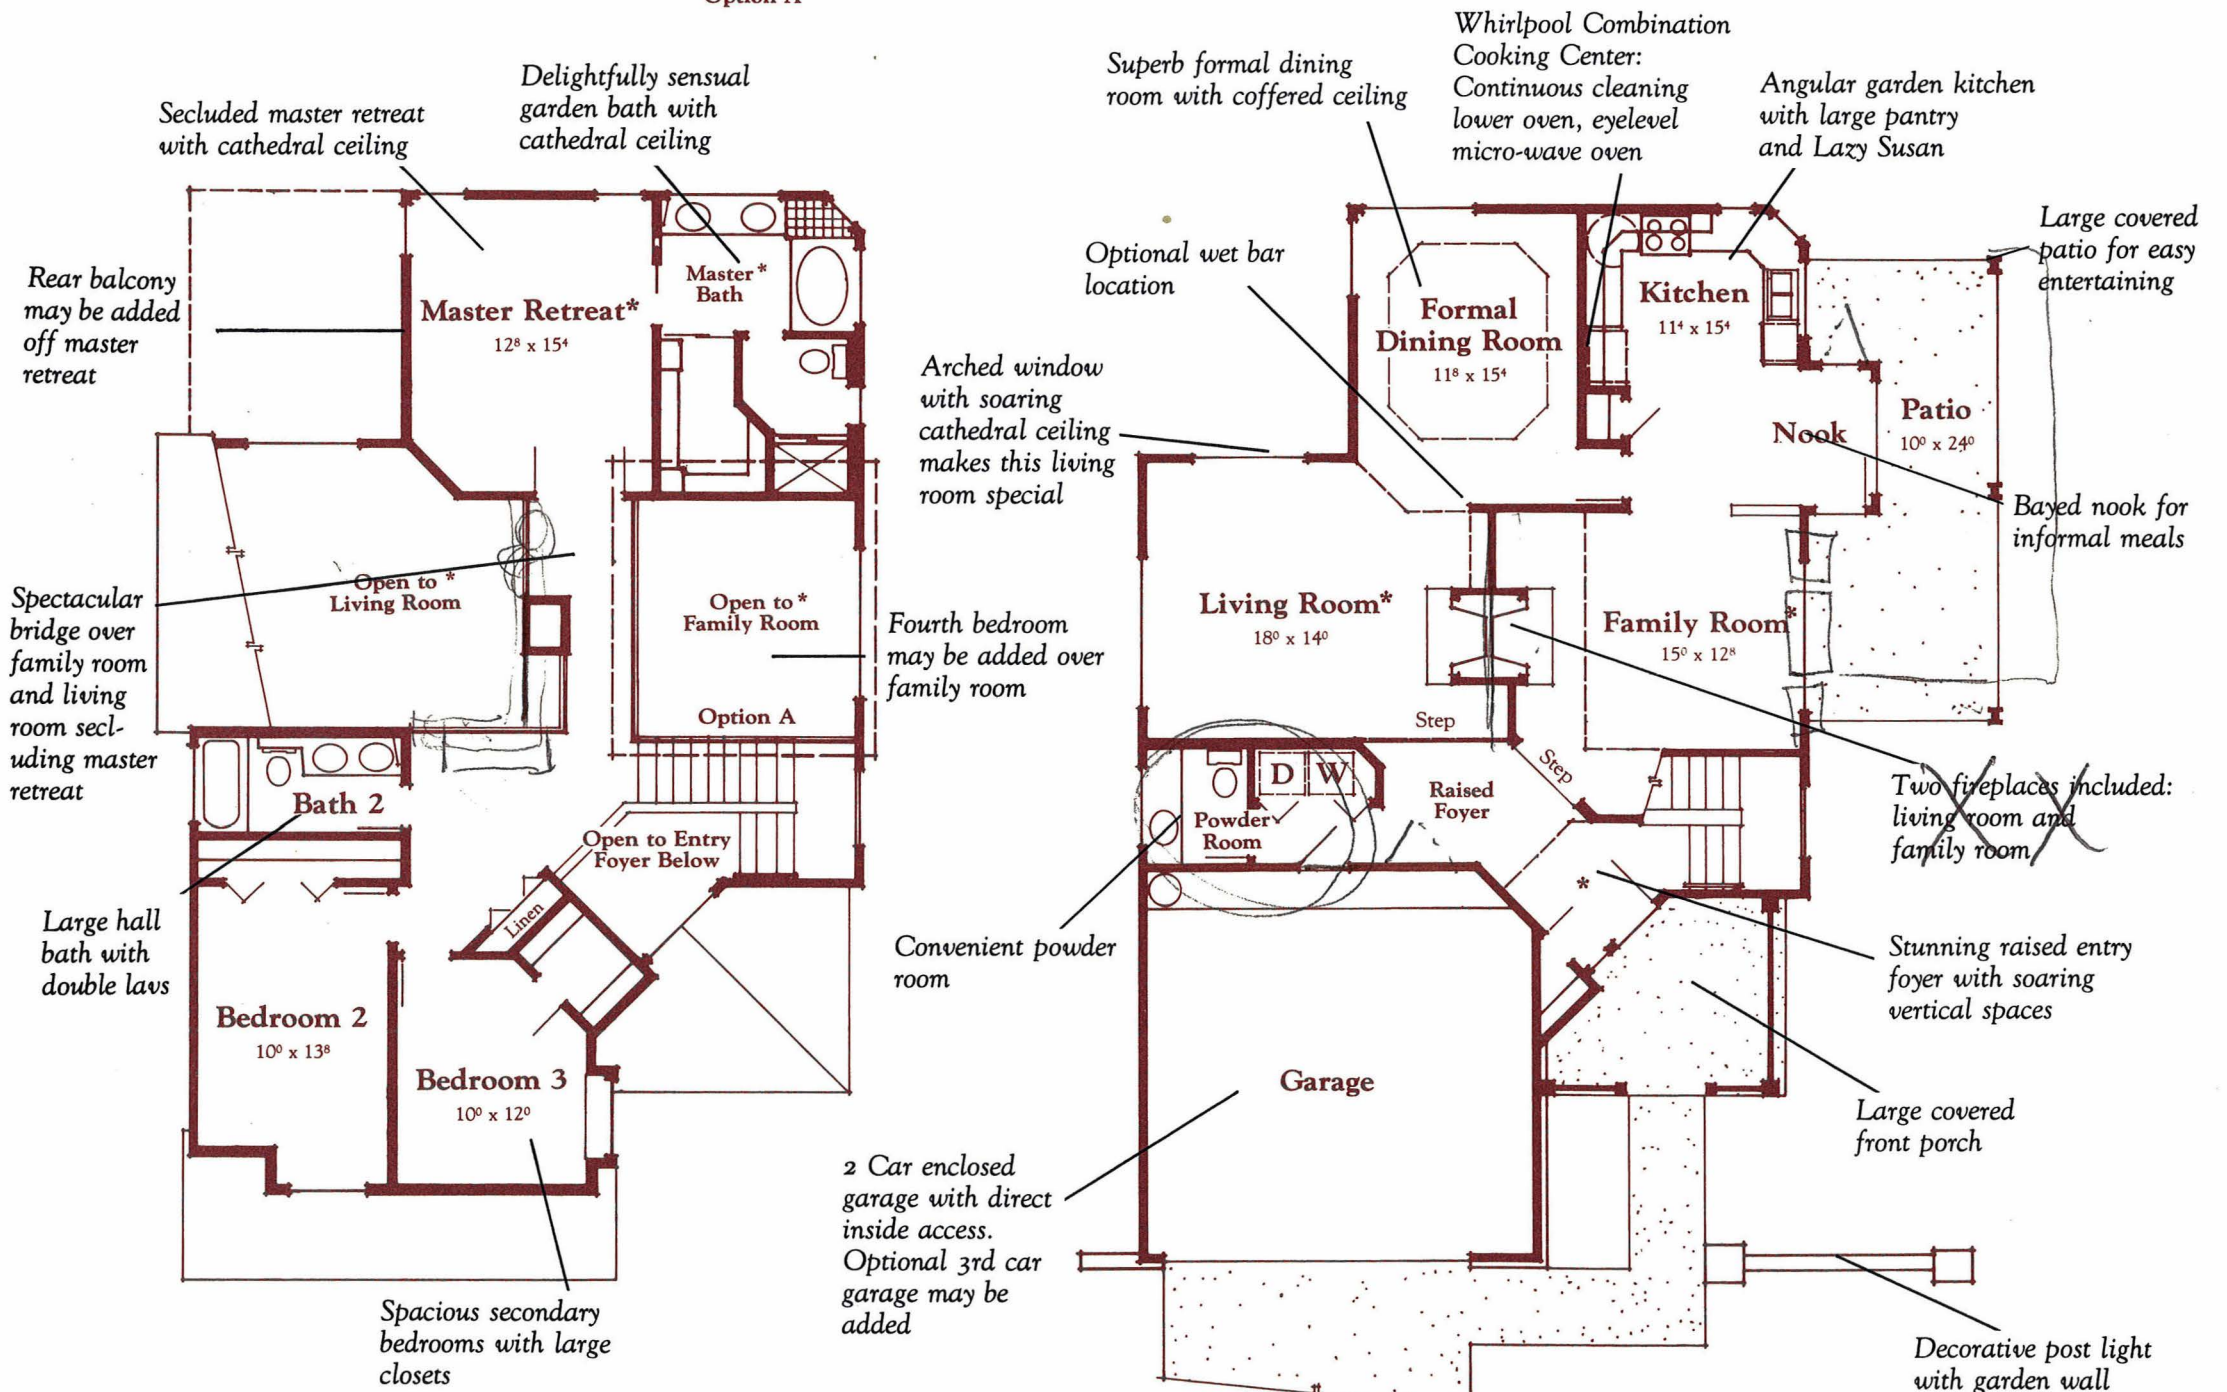 Option A
Secluded master retreat
with cathedral ceiling
Delightfully sensual
garden bath with
cathedral ceiling
Rear balcony
may be added
off master
retreat
Master Retreat*
12⁸ x 15⁴
Master*
Bath
Spectacular
bridge over
family room
and living
room secl-
uding master
retreat
Open to *
Living Room
Open to *
Family Room
Option A
Fourth bedroom
may be added over
family room
Bath 2
Open to Entry
Foyer Below
Linen
Large hall
bath with
double lavs
Bedroom 2
10⁰ x 13⁸
Bedroom 3
10⁰ x 12⁰
Spacious secondary
bedrooms with large
closets
Superb formal dining
room with coffered ceiling
Whirlpool Combination
Cooking Center:
Continuous cleaning
lower oven, eyelevel
micro-wave oven
Angular garden kitchen
with large pantry
and Lazy Susan
Large covered
patio for easy
entertaining
Optional wet bar
location
Formal
Dining Room
11⁸ x 15⁴
Kitchen
11⁴ x 15⁴
Arched window
with soaring
cathedral ceiling
makes this living
room special
Nook
Patio
10⁰ x 24⁰
Bayed nook for
informal meals
Living Room*
18⁰ x 14⁰
Family Room*
15⁰ x 12⁸
Step
Step
D W
Powder
Room
Raised
Foyer
*
Two fireplaces included:
living room and
family room
Convenient powder
room
Stunning raised entry
foyer with soaring
vertical spaces
Garage
Large covered
front porch
2 Car enclosed
garage with direct
inside access.
Optional 3rd car
garage may be
added
Decorative post light
with garden wall